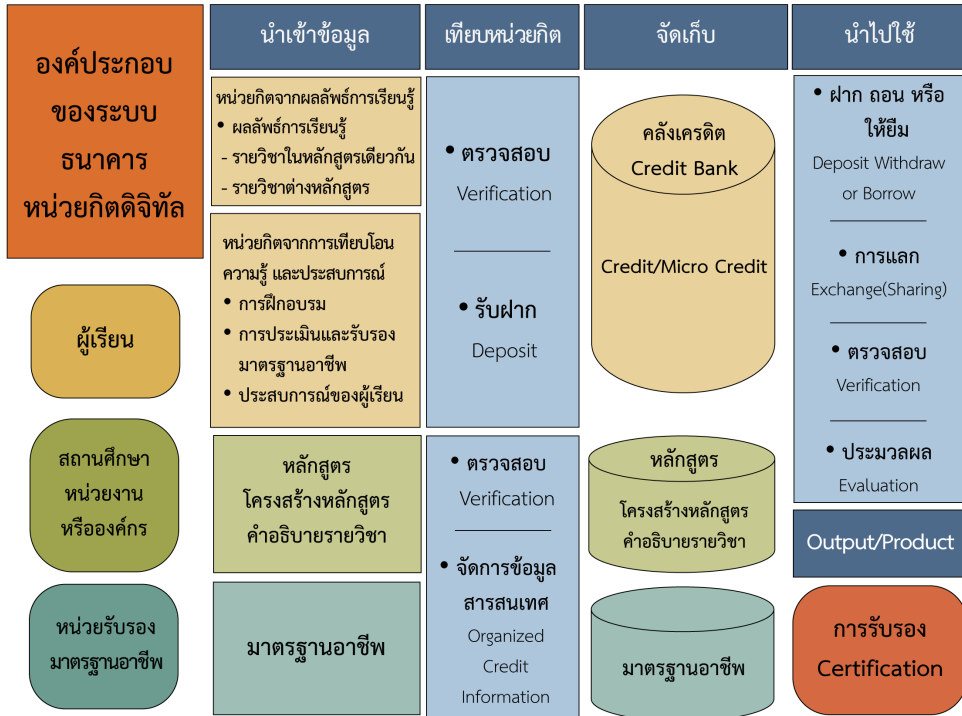 องค์ประกอบ
ของระบบ
ธนาคาร
หน่วยกิตดิจิทัล
นำเข้าข้อมูล
เทียบหน่วยกิต
จัดเก็บ
นำไปใช้
หน่วยกิตจากผลลัพธ์การเรียนรู้
• ผลลัพธ์การเรียนรู้
- รายวิชาในหลักสูตรเดียวกัน
- รายวิชาต่างหลักสูตร
• ตรวจสอบ
Verification
• รับฝาก
Deposit
คลังเครดิต
Credit Bank
Credit/Micro Credit
• ฝาก ถอน หรือ
ให้ยืม
Deposit Withdraw
or Borrow
• การแลก
Exchange(Sharing)
• ตรวจสอบ
Verification
• ประมวลผล
Evaluation
ผู้เรียน
หน่วยกิตจากการเทียบโอน
ความรู้ และประสบการณ์
• การฝึกอบรม
• การประเมินและรับรอง
มาตรฐานอาชีพ
• ประสบการณ์ของผู้เรียน
สถานศึกษา
หน่วยงาน
หรือองค์กร
หลักสูตร
โครงสร้างหลักสูตร
คำอธิบายรายวิชา
• ตรวจสอบ
Verification
• จัดการข้อมูล
สารสนเทศ
Organized
Credit
Information
หลักสูตร
โครงสร้างหลักสูตร
คำอธิบายรายวิชา
Output/Product
หน่วยรับรอง
มาตรฐานอาชีพ
มาตรฐานอาชีพ
มาตรฐานอาชีพ
การรับรอง
Certification